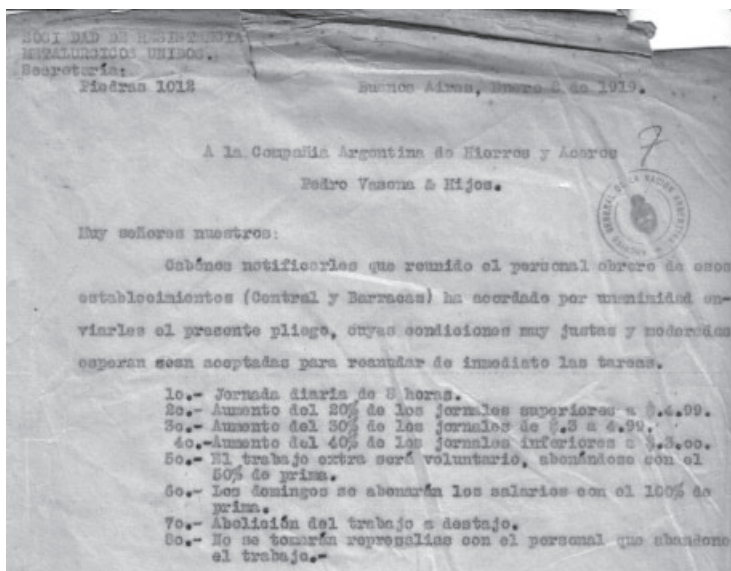 SOCIEDAD DE RESISTENCIA
METALURGICOS UNIDOS.
Secretaría:
Piedras 1012
Buenos Aires, Enero 2 de 1919.
7
A la Compañia Argentina de Hierros y Aceros
Pedro Vasena & Hijos.
Muy señores nuestros:
Cabénos notificarles que reunido el personal obrero de esos
establecimientos (Central y Barracas) ha acordado por unanimidad en-
viarles el presente pliego, cuyas condiciones muy justas y moderadas
esperan sean aceptadas para reanudar de inmediato las tareas.
1o.- Jornada diaria de 8 horas.
2o.- Aumento del 20% de los jornales superiores a $.4.99.
3o.- Aumento del 30% de los jornales de $.3 a 4.99.
4o.-Aumento del 40% de los jornales inferiores a $.3.oo.
5o.- El trabajo extra será voluntario, abonándose con el
50% de prima.
6o.- Los domingos se abonarán los salarios con el 100% de
prima.
7o.- Abolición del trabajo a destajo.
8o.- No se tomarán represalias con el personal que abandone
el trabajo.-